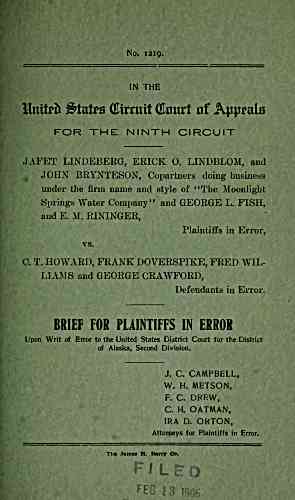 No. 1219.
IN THE
United States Circuit Court of Appeals
FOR THE NINTH CIRCUIT
JAFET LINDEBERG, ERICK O. LINDBLOM, and
JOHN BRYNTESON, Copartners doing business
under the firm name and style of "The Moonlight
Springs Water Company" and GEORGE L. FISH,
and E. M. RININGER,
Plaintiffs in Error,
vs.
C. T. HOWARD, FRANK DOVERSPIKE, FRED WIL-
LIAMS and GEORGE CRAWFORD,
Defendants in Error.
BRIEF FOR PLAINTIFFS IN ERROR
Upon Writ of Error to the United States District Court for the District
of Alaska, Second Division.
J. C. CAMPBELL,
W. H. METSON,
F. C. DREW,
C. H. OATMAN,
IRA D. ORTON,
Attorneys for Plaintiffs in Error.
The James H. Barry Co.
FILED
FEB 13